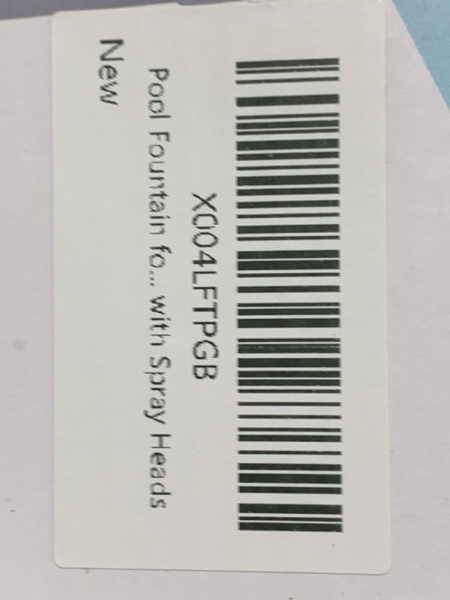 X004LFTPGB
Pool Fountain fo... with Spray Heads
New